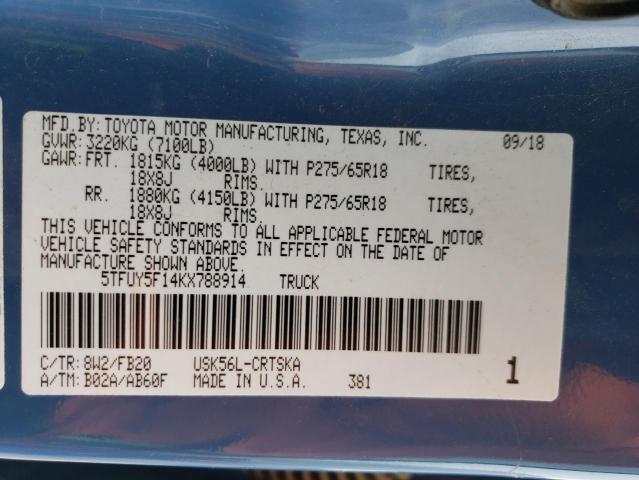 MFD.BY:TOYOTA MOTOR MANUFACTURING, TEXAS, INC. 09/18
GVWR:3220KG (7100LB)
GAWR:FRT. 1815KG (4000LB) WITH P275/65R18 TIRES,
18X8J RIMS.
RR. 1880KG (4150LB) WITH P275/65R18 TIRES,
18X8J RIMS.
THIS VEHICLE CONFORMS TO ALL APPLICABLE FEDERAL MOTOR
VEHICLE SAFETY STANDARDS IN EFFECT ON THE DATE OF
MANUFACTURE SHOWN ABOVE.
5TFUY5F14KX788914 TRUCK
C/TR:8W2/FB20 USK56L-CRTSKA
A/TM:B02A/AB60F MADE IN U.S.A. 381 1